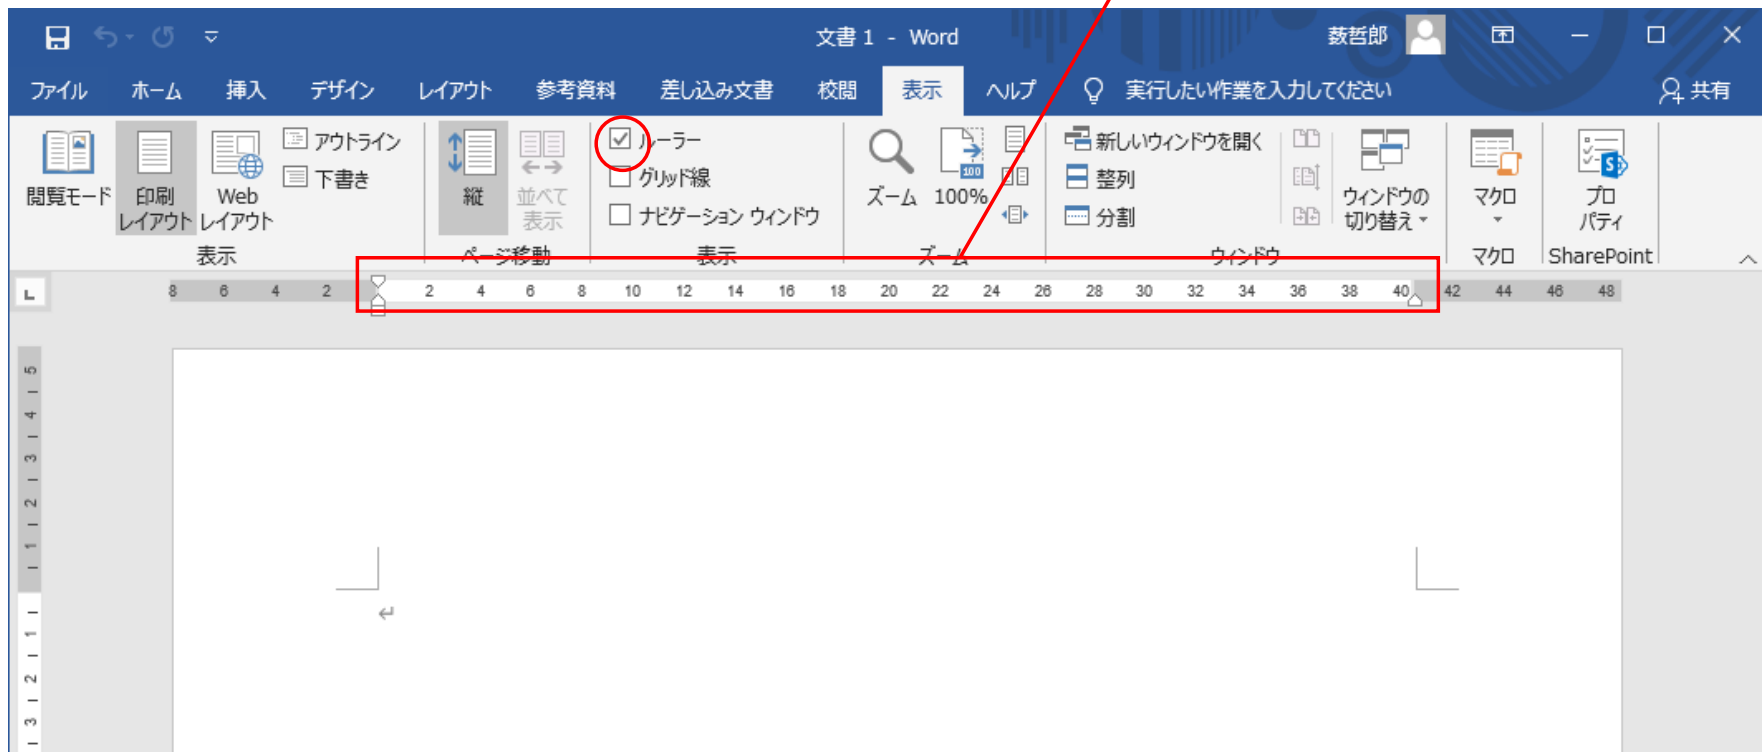 文書 1 - Word
薮哲郎
ファイル ホーム 挿入 デザイン レイアウト 参考資料 差し込み文書 校閲 表示 ヘルプ 実行したい作業を入力してください 共有
閲覧モード
印刷
レイアウト
Web
レイアウト
アウトライン
下書き
表示
縦
並べて
表示
ページ移動
ルーラー
グリッド線
ナビゲーション ウィンドウ
表示
ズーム
100%
100
ズーム
新しいウィンドウを開く
整列
分割
ウィンドウの
切り替え
ウィンドウ
マクロ
マクロ
プロ
パティ
SharePoint
L
8 6 4 2 2 4 6 8 10 12 14 16 18 20 22 24 26 28 30 32 34 36 38 40 42 44 46 48
5
4
3
2
1
1
2
3